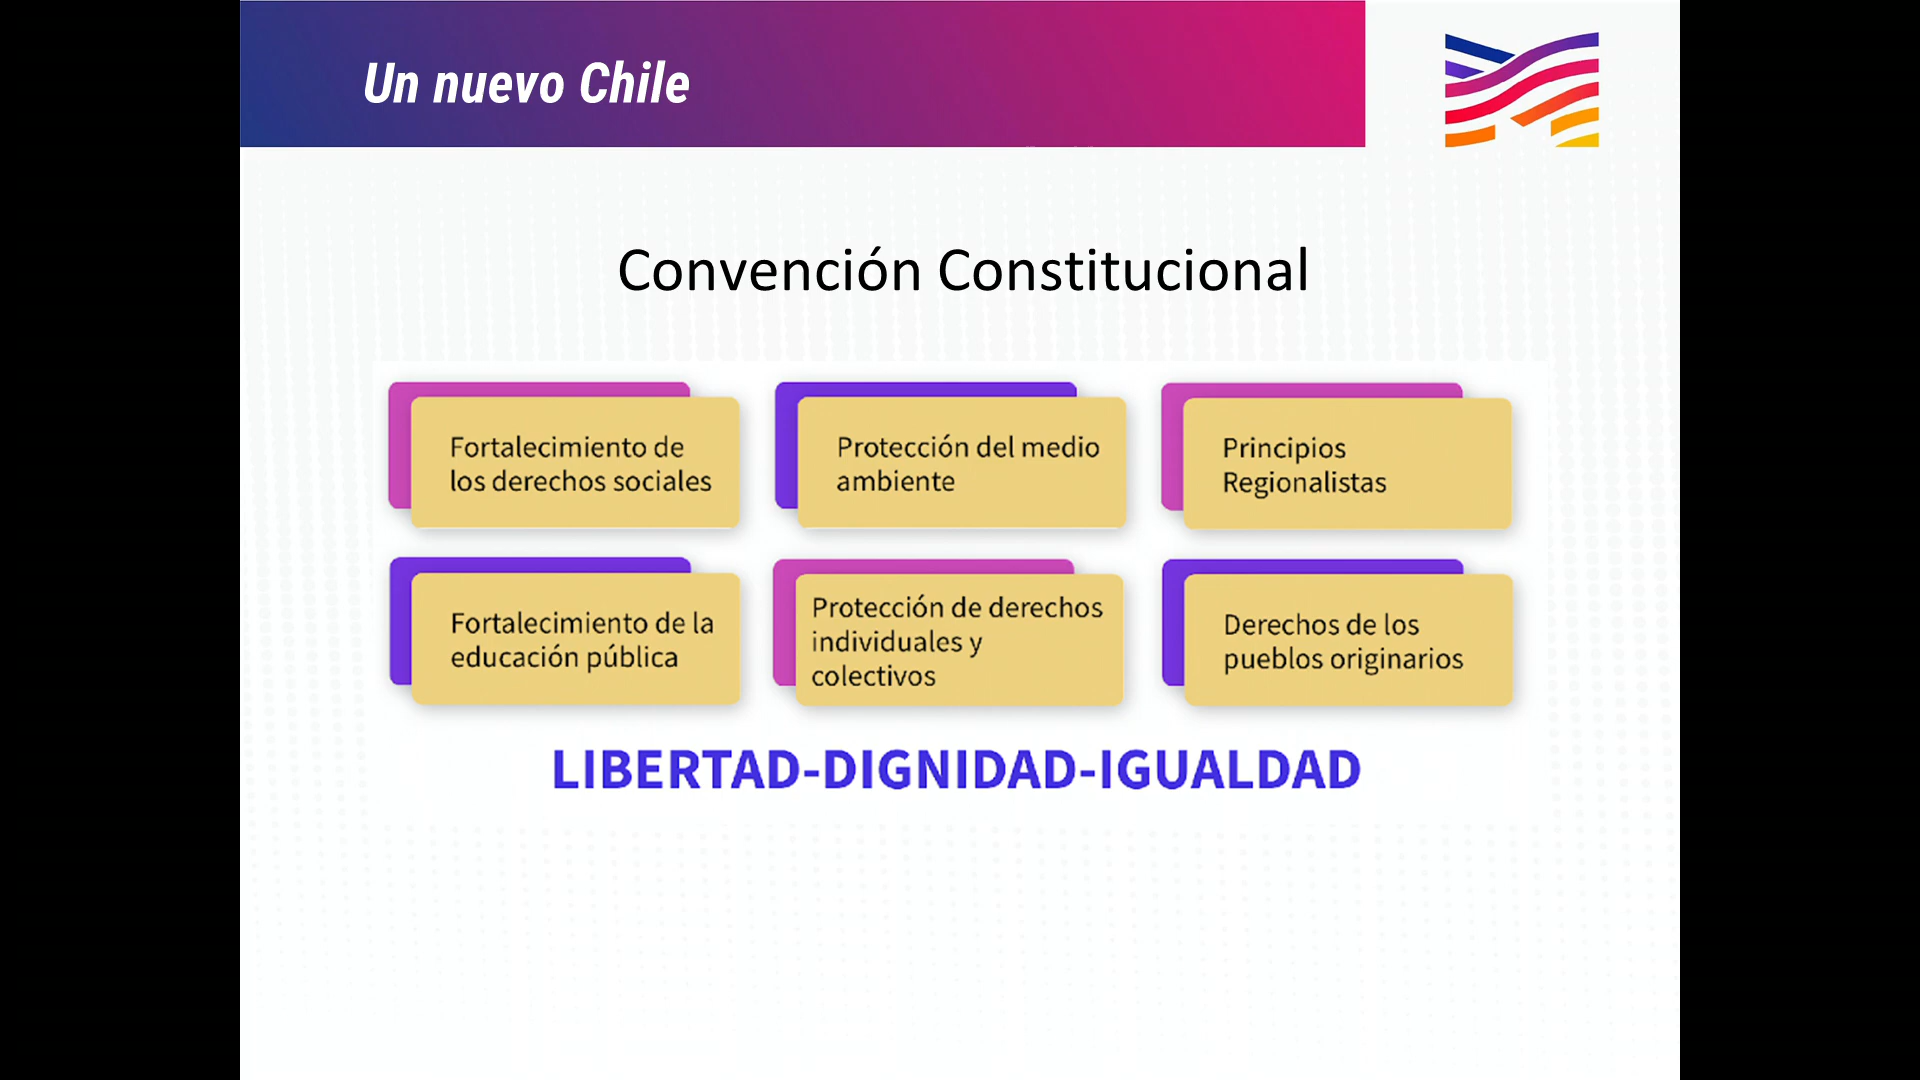 Un nuevo Chile
Convención Constitucional
Fortalecimiento de
los derechos sociales
Protección del medio
ambiente
Principios
Regionalistas
Fortalecimiento de la
educación pública
Protección de derechos
individuales y
colectivos
Derechos de los
pueblos originarios
LIBERTAD-DIGNIDAD-IGUALDAD